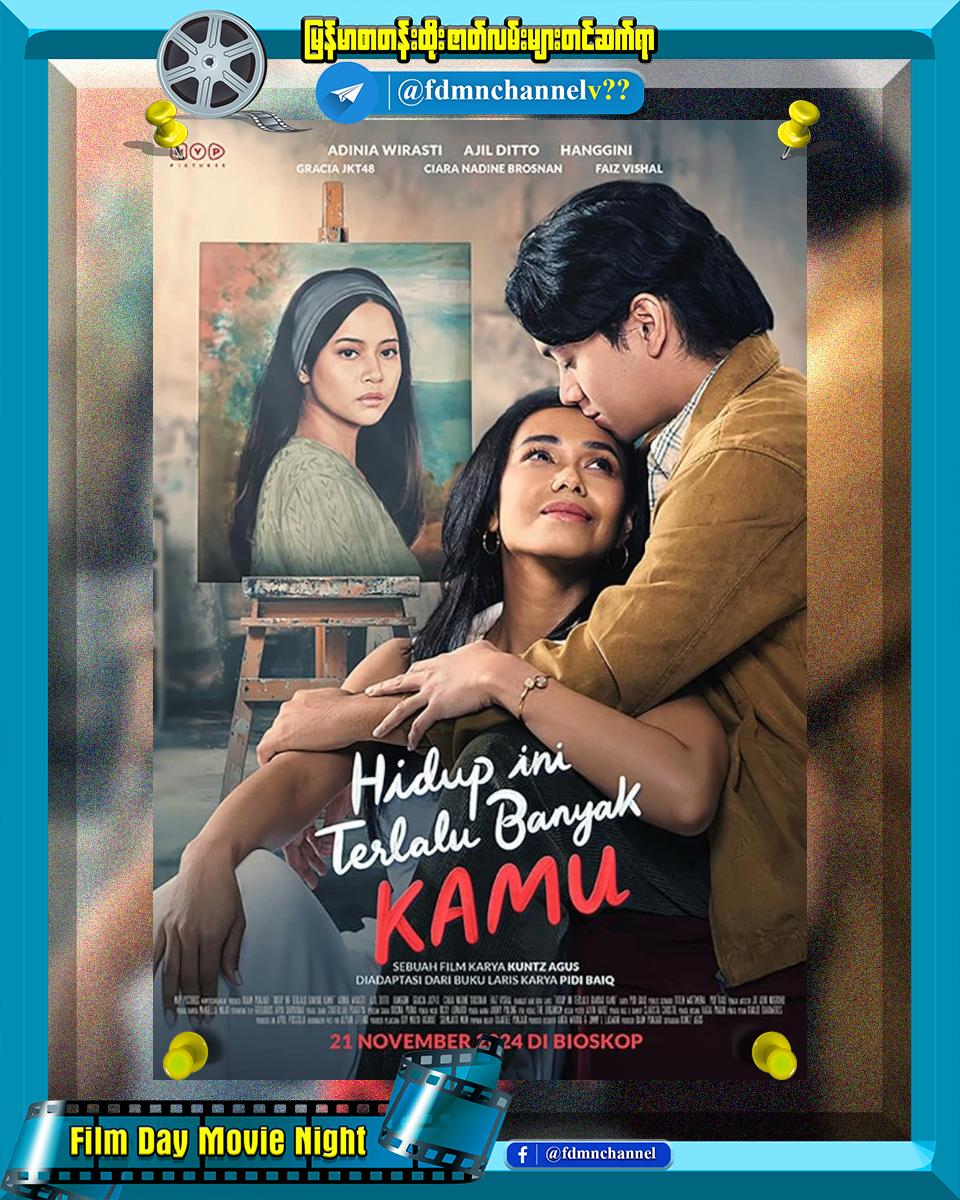 မြန်မာစာတန်းထိုးဇာတ်လမ်းများတင်ဆက်ရာ
@fdmnchannelv??
MVP
PICTURES
ADINIA WIRASTI AJIL DITTO HANGGINI
GRACIA JKT48 CIARA NADINE BROSNAN FAIZ VISHAL
Hidup ini
Terlalu Banyak
KAMU
SEBUAH FILM KARYA KUNTZ AGUS
DIADAPTASI DARI BUKU LARIS KARYA PIDI BAIQ
21 NOVEMBER 2024 DI BIOSKOP
Film Day Movie Night
f @fdmnchannel